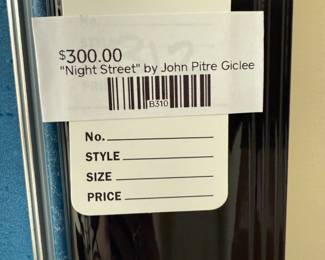 $300.00
"Night Street" by John Pitre Giclee
B310
No.
STYLE
SIZE
PRICE